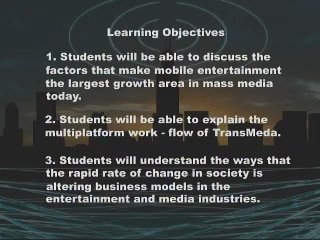 Learning Objectives
1. Students will be able to discuss the
factors that make mobile entertainment
the largest growth area in mass media
today.
2. Students will be able to explain the
multiplatform work - flow of TransMeda.
3. Students will understand the ways that
the rapid rate of change in society is
altering business models in the
entertainment and media industries.